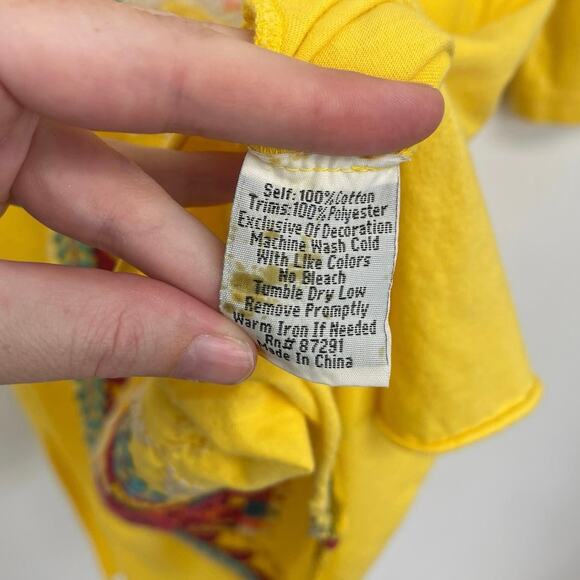 Self: 100% Cotton
Trims: 100% Polyester
Exclusive Of Decoration
Machine Wash Cold
With Like Colors
No Bleach
Tumble Dry Low
Remove Promptly
Warm Iron If Needed
Rn# 87291
Made In China